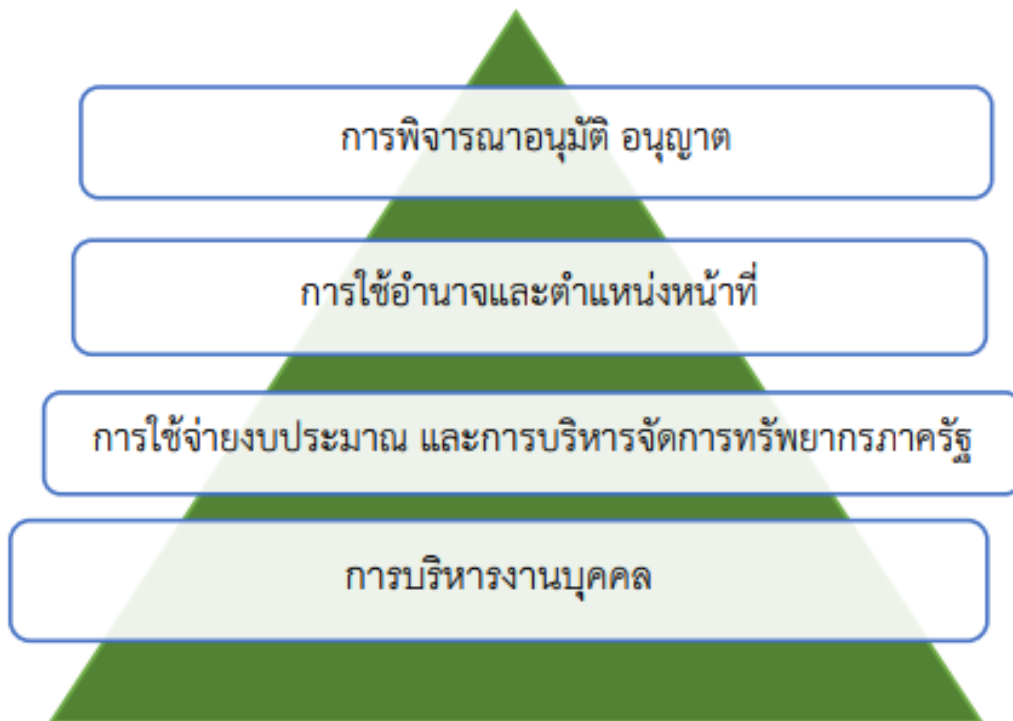 การพิจารณาอนุมัติ อนุญาต
การใช้อำนาจและตำแหน่งหน้าที่
การใช้จ่ายงบประมาณ และการบริหารจัดการทรัพยากรภาครัฐ
การบริหารงานบุคคล